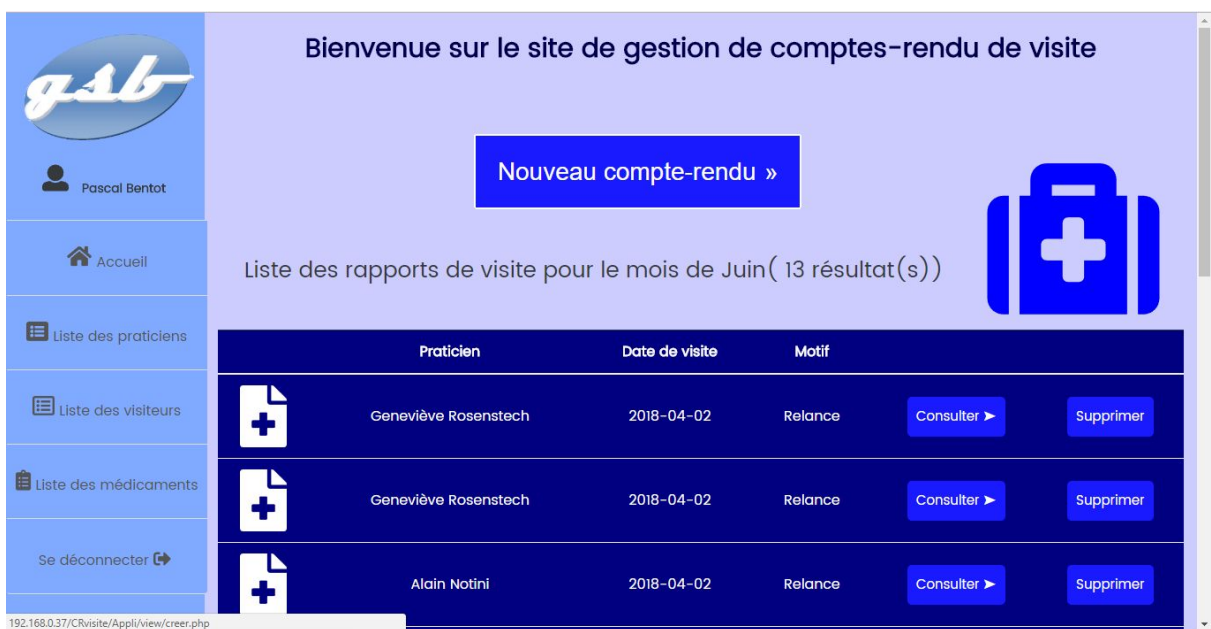 gsb
Pascal Bentot
Accueil
Liste des praticiens
Liste des visiteurs
Liste des médicaments
Se déconnecter
Bienvenue sur le site de gestion de comptes-rendu de visite
Nouveau compte-rendu »
Liste des rapports de visite pour le mois de Juin( 13 résultat(s))
Praticien Date de visite Motif
Geneviève Rosenstech 2018-04-02 Relance Consulter ➤ Supprimer
Geneviève Rosenstech 2018-04-02 Relance Consulter ➤ Supprimer
Alain Notini 2018-04-02 Relance Consulter ➤ Supprimer
192.168.0.37/CRvisite/Appli/view/creer.php